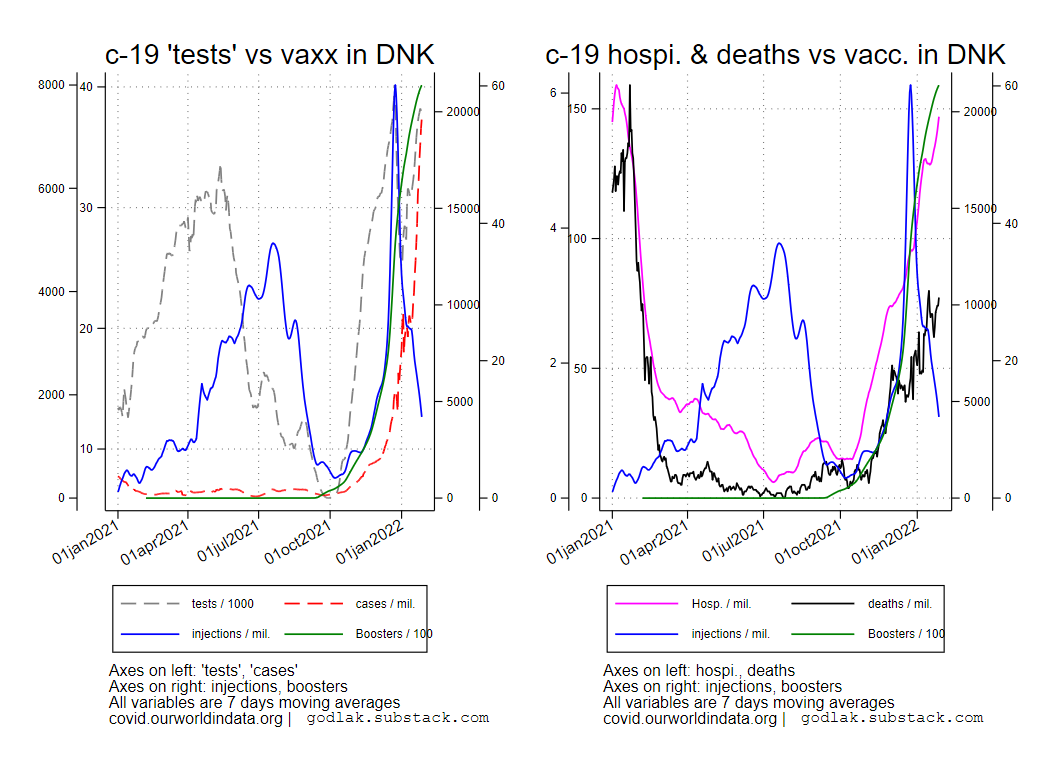 c-19 'tests' vs vaxx in DNK
8000
6000
4000
2000
0
40
30
20
10
20000
15000
10000
5000
0
60
40
20
0
01jan2021
01apr2021
01jul2021
01oct2021
01jan2022
tests / 1000
cases / mil.
injections / mil.
Boosters / 100
Axes on left: 'tests', 'cases'
Axes on right: injections, boosters
All variables are 7 days moving averages
covid.ourworldindata.org | godlak.substack.com
c-19 hospi. & deaths vs vacc. in DNK
6
4
2
0
150
100
50
0
20000
15000
10000
5000
0
60
40
20
0
01jan2021
01apr2021
01jul2021
01oct2021
01jan2022
Hosp. / mil.
deaths / mil.
injections / mil.
Boosters / 100
Axes on left: hospi., deaths
Axes on right: injections, boosters
All variables are 7 days moving averages
covid.ourworldindata.org | godlak.substack.com